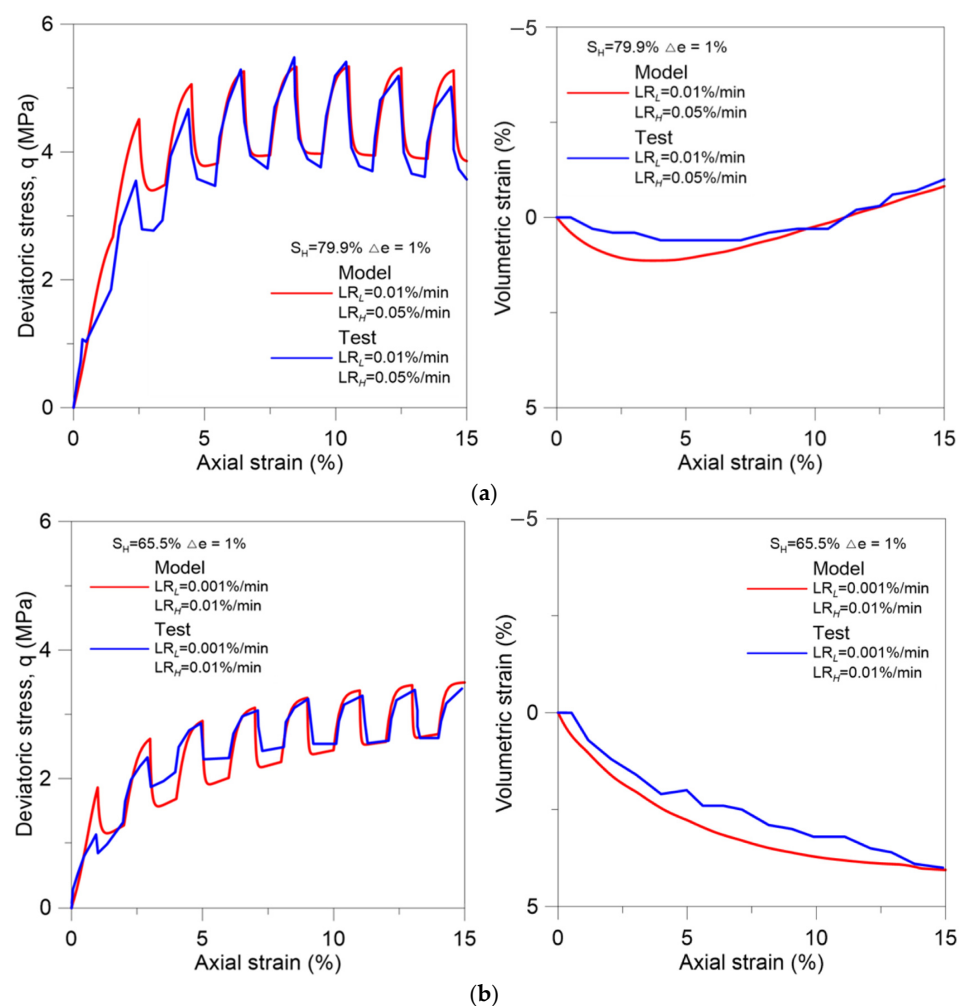 6
4
2
0
Deviatoric stress, q (MPa)
S_H=79.9% △e = 1%
Model
LR_L=0.01%/min
LR_H=0.05%/min
Test
LR_L=0.01%/min
LR_H=0.05%/min
0
5
10
15
Axial strain (%)
-5
0
5
Volumetric strain (%)
S_H=79.9% △e = 1%
Model
LR_L=0.01%/min
LR_H=0.05%/min
Test
LR_L=0.01%/min
LR_H=0.05%/min
0
5
10
15
Axial strain (%)
(a)
6
4
2
0
Deviatoric stress, q (MPa)
S_H=65.5% △e = 1%
Model
LR_L=0.001%/min
LR_H=0.01%/min
Test
LR_L=0.001%/min
LR_H=0.01%/min
0
5
10
15
Axial strain (%)
−5
0
5
Volumetric strain (%)
S_H=65.5% △e = 1%
Model
LR_L=0.001%/min
LR_H=0.01%/min
Test
LR_L=0.001%/min
LR_H=0.01%/min
0
5
10
15
Axial strain (%)
(b)